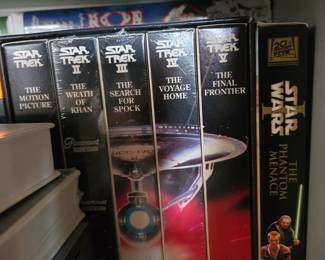 STAR TREK
THE MOTION PICTURE
STAR TREK
II
THE WRATH OF KHAN
STAR TREK
III
THE SEARCH FOR SPOCK
STAR TREK
IV
THE VOYAGE HOME
STAR TREK
V
THE FINAL FRONTIER
20th
FOX
STAR
I
WARS
THE PHANTOM
MENACE